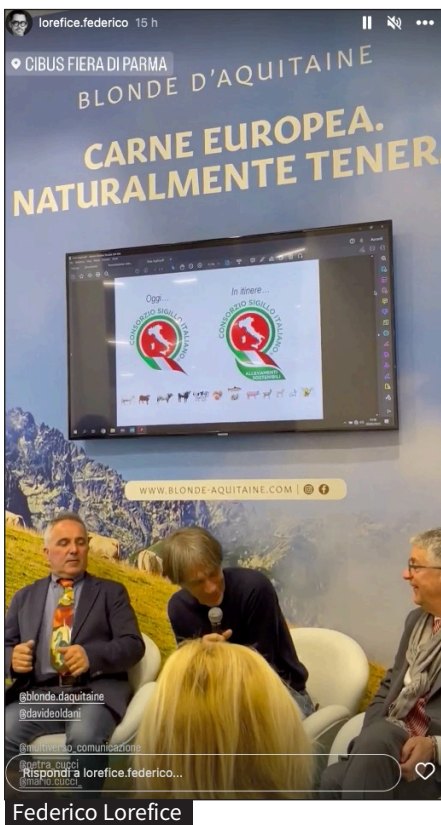 lorefice.federico 15 h
CIBUS FIERA DI PARMA
BLONDE D'AQUITAINE
CARNE EUROPEA.
NATURALMENTE TENER
Oggi...
In itinere...
CONSORZIO SIGILLO ITALIANO
CONSORZIO SIGILLO ITALIANO
ALLEVAMENTI
SOSTENIBILI
WWW.BLONDE-AQUITAINE.COM
@blonde.daquitaine
@davideoldani
@multiverso_comunicazione
@petra_cucci
Rispondi a lorefice.federico...
@mario.cucci_
Federico Lorefice